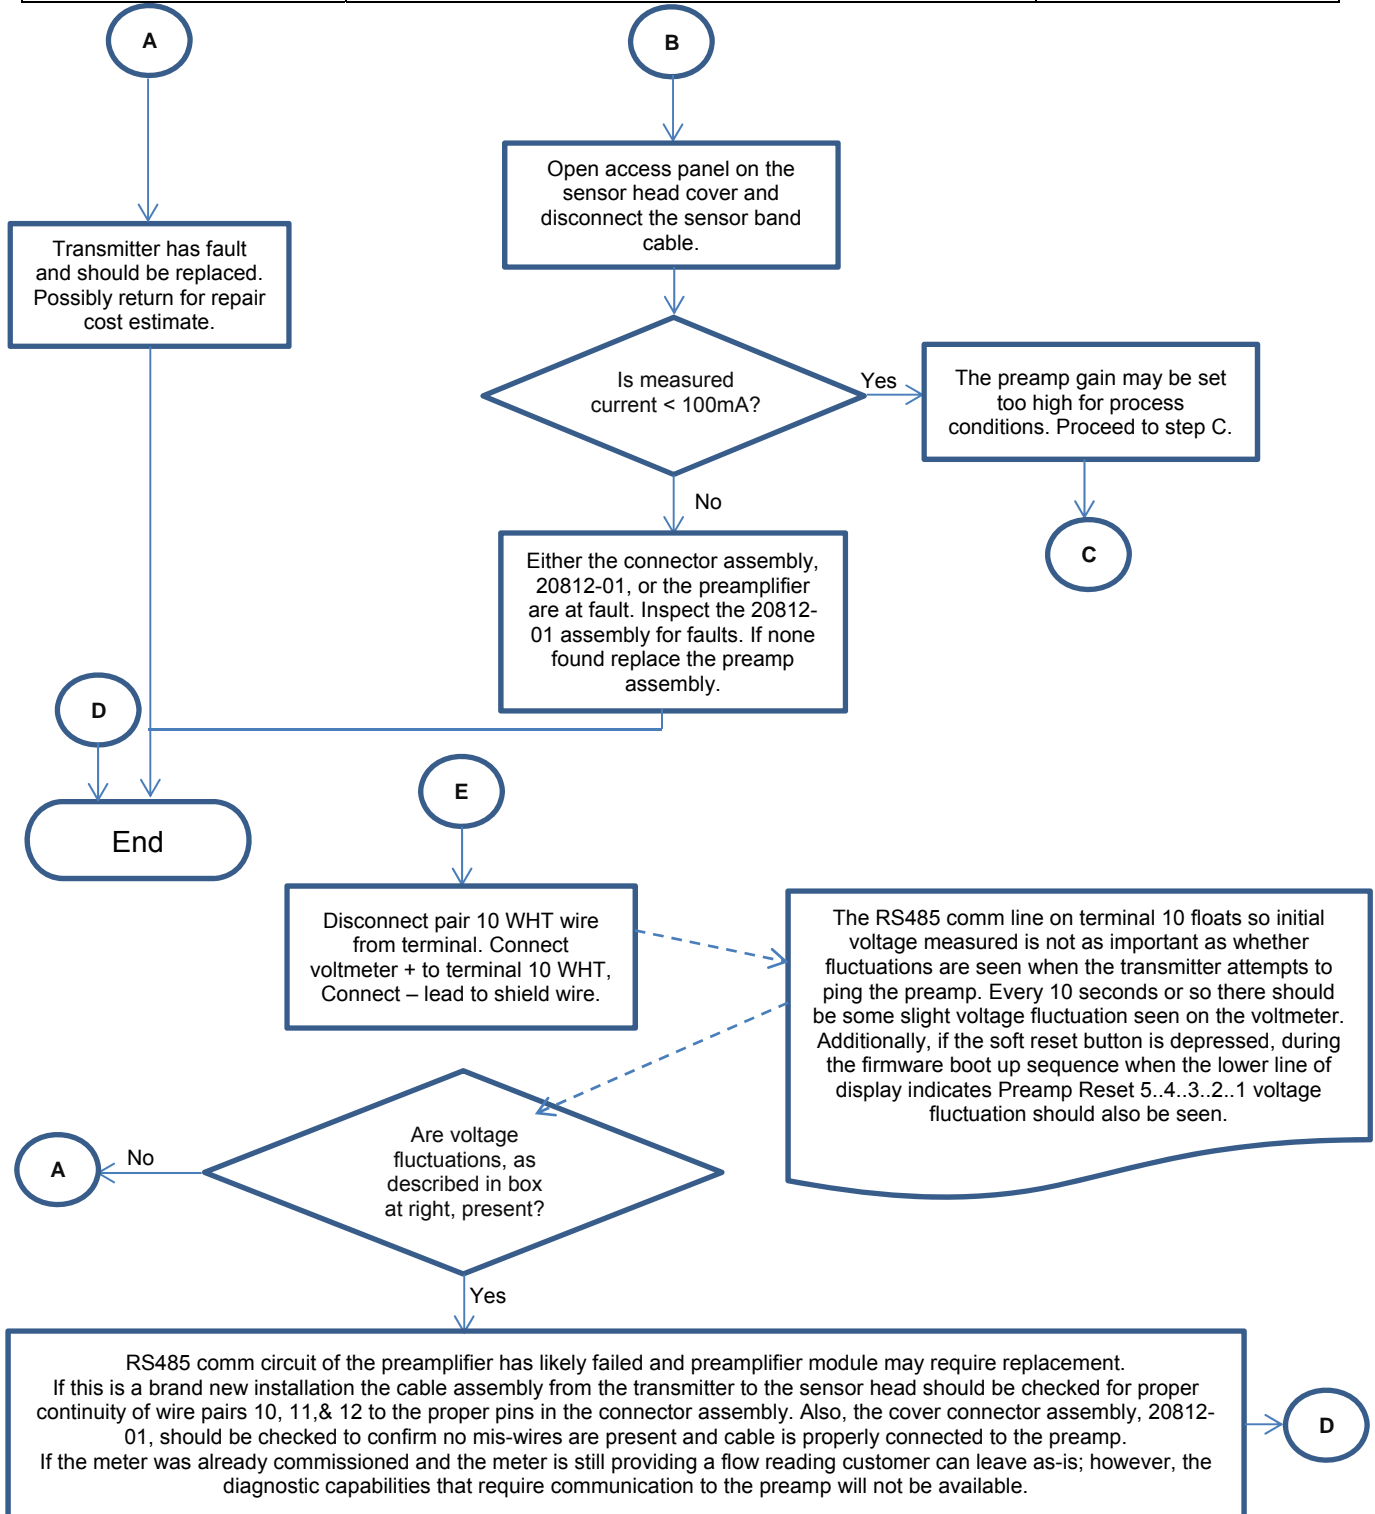 A
B
Open access panel on the
sensor head cover and
disconnect the sensor band
cable.
Transmitter has fault
and should be replaced.
Possibly return for repair
cost estimate.
Is measured
current < 100mA?
Yes
The preamp gain may be set
too high for process
conditions. Proceed to step C.
No
C
Either the connector assembly,
20812-01, or the preamplifier
are at fault. Inspect the 20812-
01 assembly for faults. If none
found replace the preamp
assembly.
D
End
E
Disconnect pair 10 WHT wire
from terminal. Connect
voltmeter + to terminal 10 WHT,
Connect – lead to shield wire.
The RS485 comm line on terminal 10 floats so initial
voltage measured is not as important as whether
fluctuations are seen when the transmitter attempts to
ping the preamp. Every 10 seconds or so there should
be some slight voltage fluctuation seen on the voltmeter.
Additionally, if the soft reset button is depressed, during
the firmware boot up sequence when the lower line of
display indicates Preamp Reset 5..4..3..2..1 voltage
fluctuation should also be seen.
Are voltage
fluctuations, as
described in box
at right, present?
No
A
Yes
RS485 comm circuit of the preamplifier has likely failed and preamplifier module may require replacement.
If this is a brand new installation the cable assembly from the transmitter to the sensor head should be checked for proper
continuity of wire pairs 10, 11,& 12 to the proper pins in the connector assembly. Also, the cover connector assembly, 20812-
01, should be checked to confirm no mis-wires are present and cable is properly connected to the preamp.
If the meter was already commissioned and the meter is still providing a flow reading customer can leave as-is; however, the
diagnostic capabilities that require communication to the preamp will not be available.
D